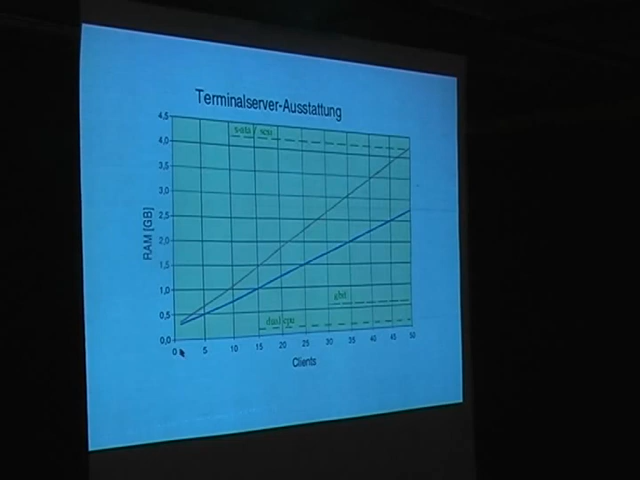 Terminalserver-Ausstattung
4,5
4,0
3,5
3,0
2,5
2,0
1,5
1,0
0,5
0,0
RAM [GB]
s-ata / scsi
gbit
dual cpu
0 5 10 15 20 25 30 35 40 45 50
Clients